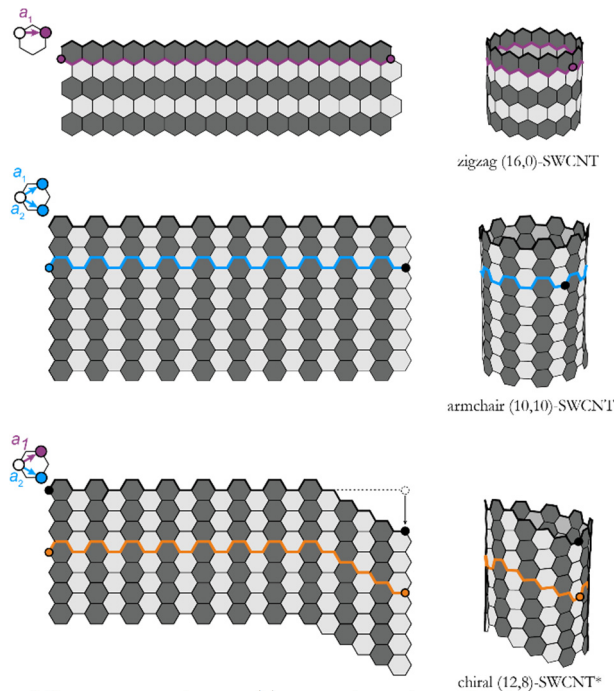 a1
zigzag (16,0)-SWCNT
a1
a2
armchair (10,10)-SWCNT
a1
a2
chiral (12,8)-SWCNT*